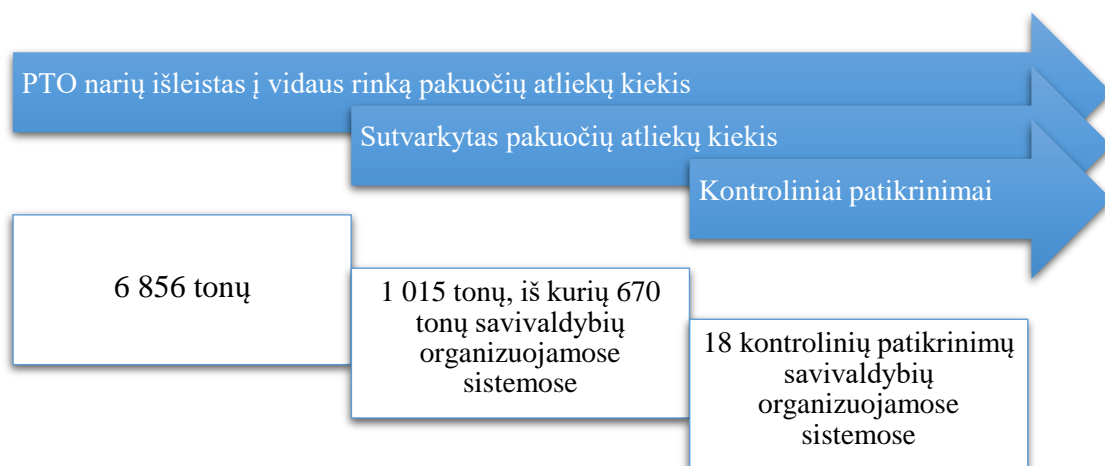 PTO narių išleistas į vidaus rinką pakuočių atliekų kiekis
Sutvarkytas pakuočių atliekų kiekis
Kontroliniai patikrinimai
6 856 tonų
1 015 tonų, iš kurių 670
tonų savivaldybių
organizuojamose
sistemose
18 kontrolinių patikrinimų
savivaldybių
organizuojamose
sistemose